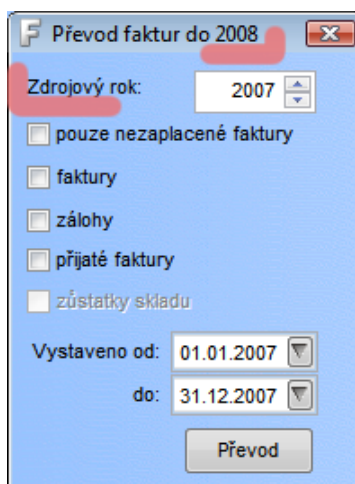 Převod faktur do 2008
Zdrojový rok: 2007
pouze nezaplacené faktury
faktury
zálohy
přijaté faktury
zůstatky skladu
Vystaveno od: 01.01.2007
do: 31.12.2007
Převod